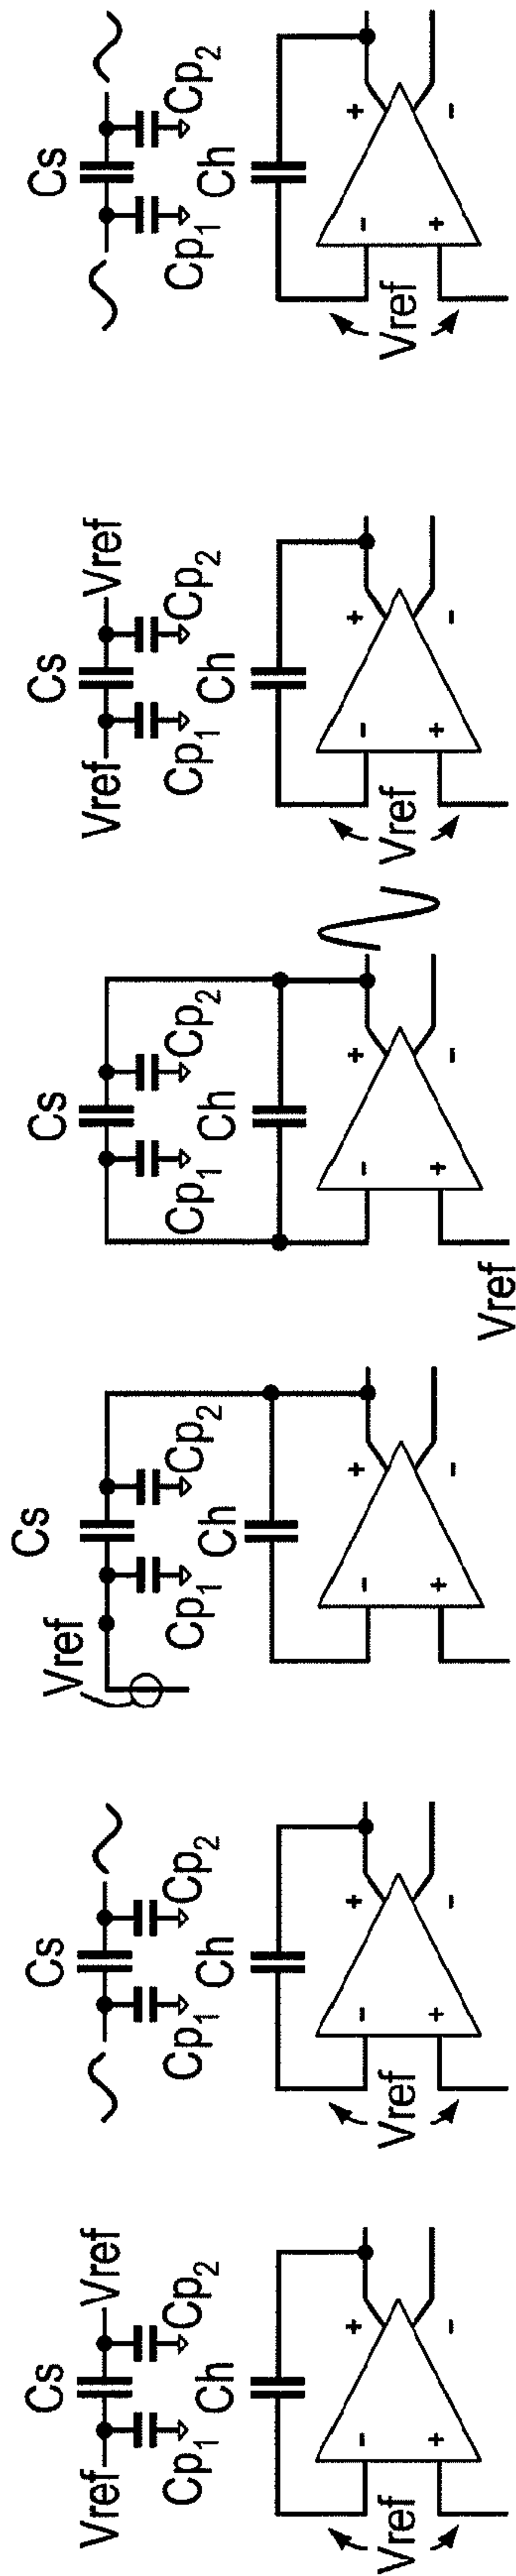 Cs
Vref Vref
Cp1 Cp2
Ch
- +
+ -
Vref
Cs
Cp1 Cp2
Ch
- +
+ -
Vref
Cs
Vref
Cp1 Cp2
Ch
- +
+ -
Cs
Cp1 Cp2
Ch
- +
+ -
Vref
Cs
Vref Vref
Cp1 Cp2
Ch
- +
+ -
Vref
Cs
Cp1 Cp2
Ch
- +
+ -
Vref